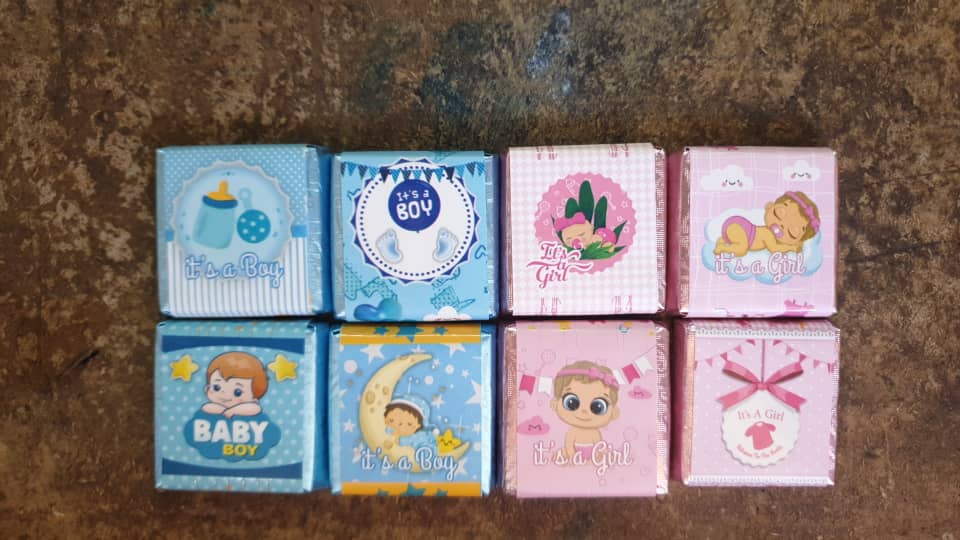 it's a Boy
It's a
BOY
It's
a
Girl
it's a Girl
BABY
BOY
it's a Boy
it's a Girl
It's A Girl